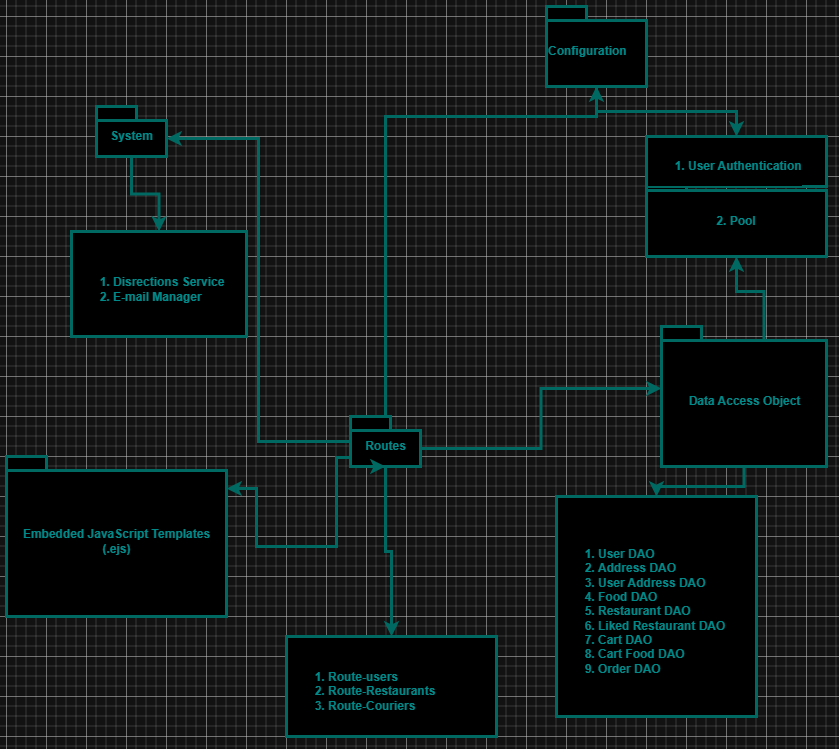 Configuration
System
1. User Authentication
2. Pool
1. Disrections Service
2. E-mail Manager
Data Access Object
Routes
Embedded JavaScript Templates
(.ejs)
1. User DAO
2. Address DAO
3. User Address DAO
4. Food DAO
5. Restaurant DAO
6. Liked Restaurant DAO
7. Cart DAO
8. Cart Food DAO
9. Order DAO
1. Route-users
2. Route-Restaurants
3. Route-Couriers